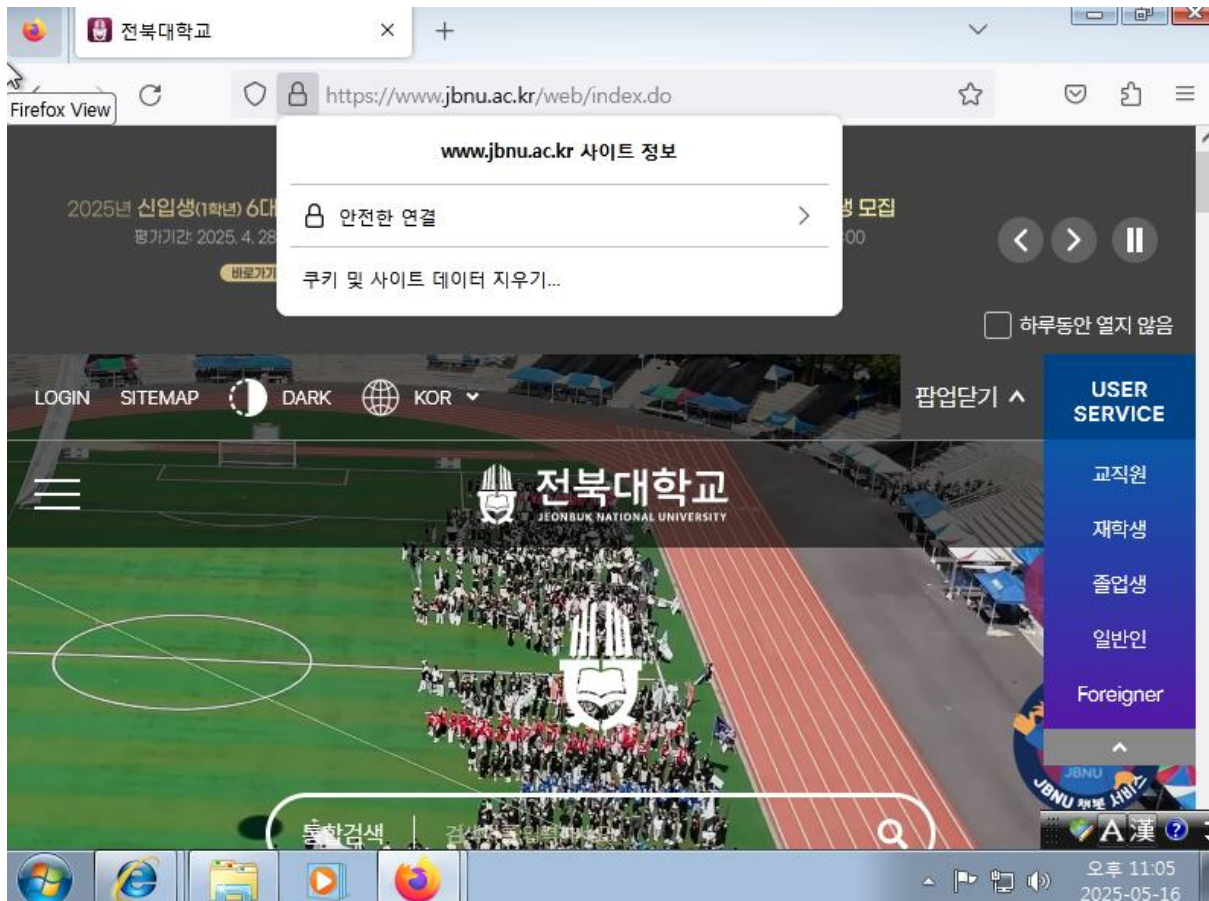 전북대학교
Firefox View
https://www.jbnu.ac.kr/web/index.do
www.jbnu.ac.kr 사이트 정보
안전한 연결
쿠키 및 사이트 데이터 지우기...
2025년 신입생(1학년) 6대
생 모집
평가기간: 2025. 4. 28
:00
바로가기
하루동안 열지 않음
LOGIN SITEMAP DARK KOR
팝업닫기
USER
SERVICE
전북대학교
JEONBUK NATIONAL UNIVERSITY
교직원
재학생
졸업생
일반인
Foreigner
JBNU
JBNU 챗봇 서비스
통합검색
A 漢
오후 11:05
2025-05-16